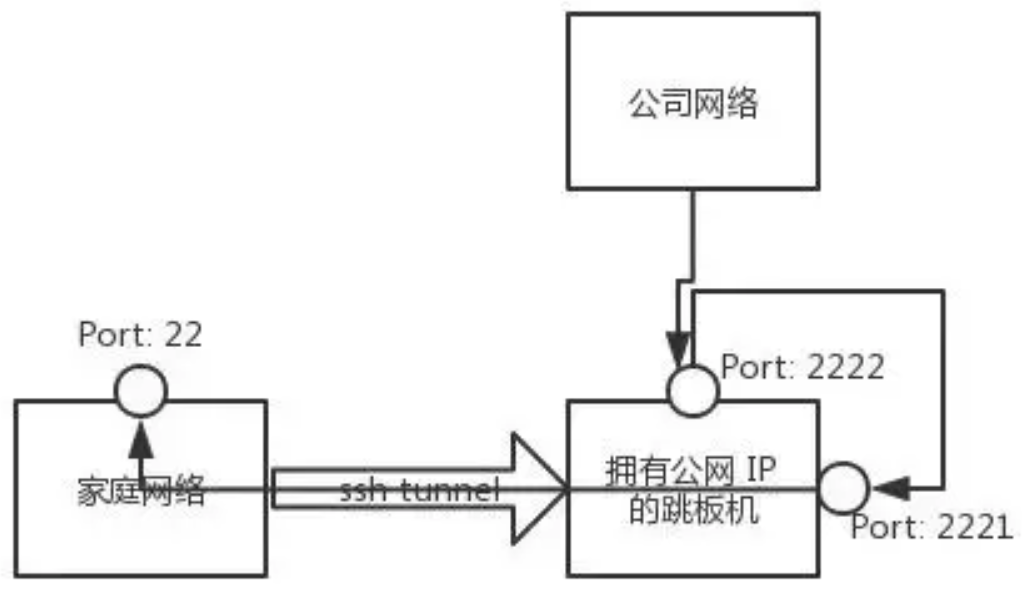 公司网络
Port: 22
Port: 2222
家庭网络
ssh tunnel
拥有公网 IP
的跳板机
Port: 2221